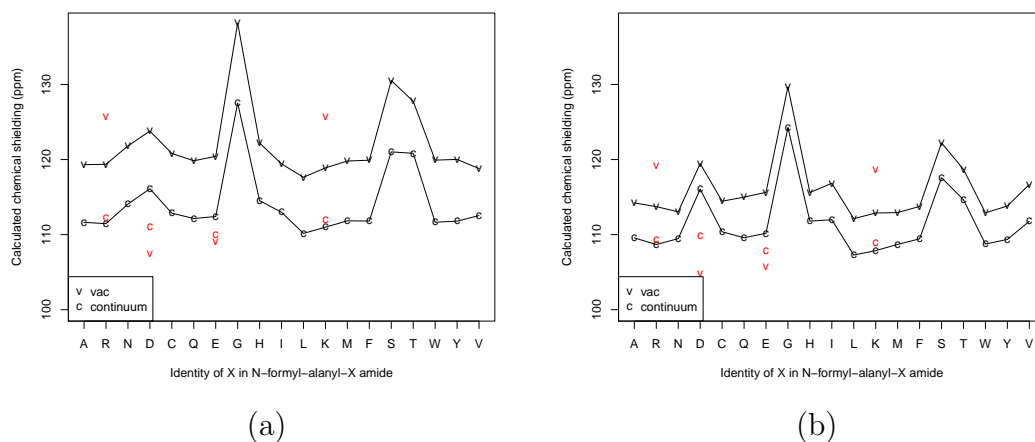 Calculated chemical shielding (ppm)
130
120
110
100
v vac
c continuum
A R N D C Q E G H I L K M F S T W Y V
Identity of X in N−formyl−alanyl−X amide
(a)
Calculated chemical shielding (ppm)
130
120
110
100
v vac
c continuum
A R N D C Q E G H I L K M F S T W Y V
Identity of X in N−formyl−alanyl−X amide
(b)